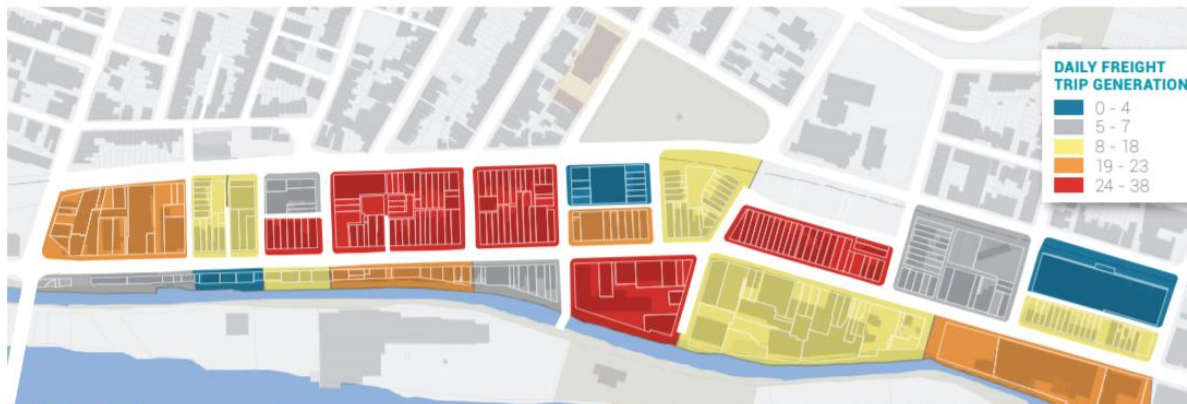 DAILY FREIGHT
TRIP GENERATION
0 - 4
5 - 7
8 - 18
19 - 23
24 - 38